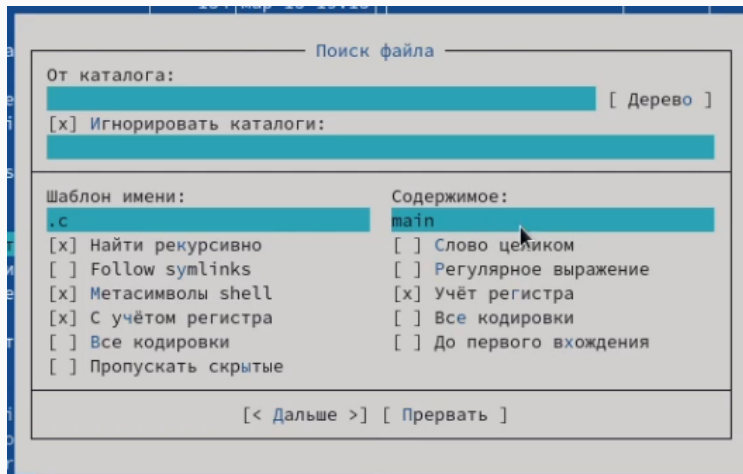 Поиск файла
От каталога:
[ Дерево ]
[x] Игнорировать каталоги:
Шаблон имени:
Содержимое:
.c
main
[x] Найти рекурсивно
[ ] Слово целиком
[ ] Follow symlinks
[ ] Регулярное выражение
[x] Метасимволы shell
[x] Учёт регистра
[x] С учётом регистра
[ ] Все кодировки
[ ] Все кодировки
[ ] До первого вхождения
[ ] Пропускать скрытые
[< Дальше >] [ Прервать ]